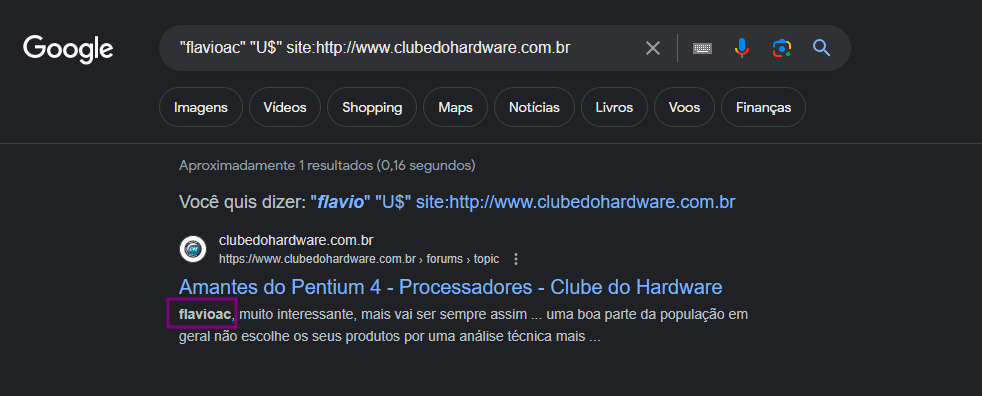 Google
"flavioac" "U$" site:http://www.clubedohardware.com.br
Imagens Vídeos Shopping Maps Notícias Livros Voos Finanças
Aproximadamente 1 resultados (0,16 segundos)
Você quis dizer: "flavio" "U$" site:http://www.clubedohardware.com.br
clubedohardware.com.br
https://www.clubedohardware.com.br › forums › topic
Amantes do Pentium 4 - Processadores - Clube do Hardware
flavioac, muito interessante, mais vai ser sempre assim ... uma boa parte da população em
geral não escolhe os seus produtos por uma análise técnica mais ...